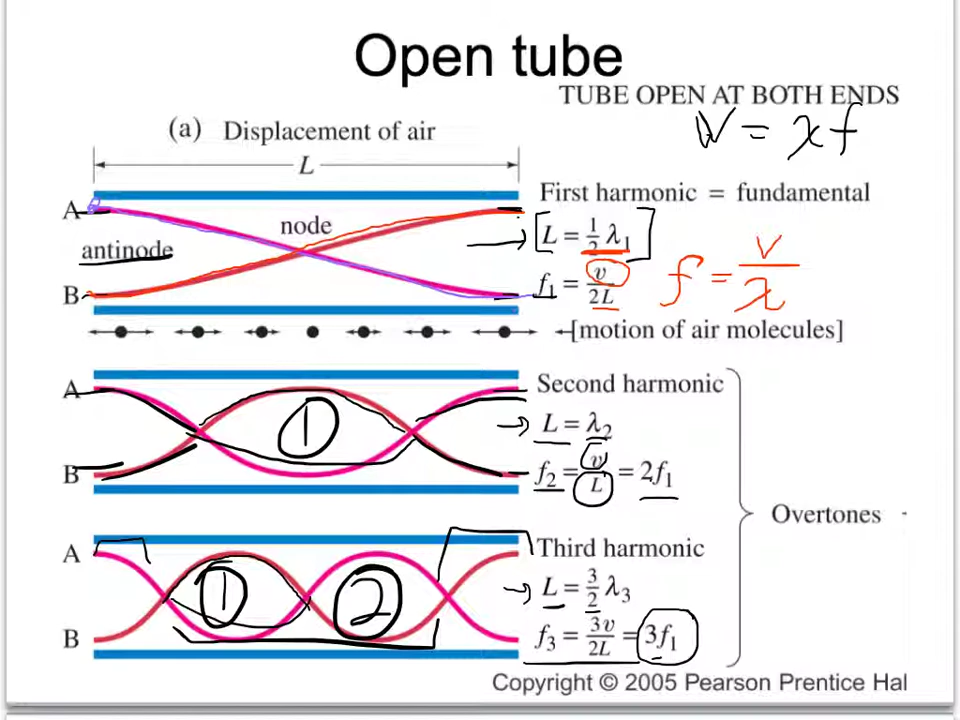 Open tube
TUBE OPEN AT BOTH ENDS
v = λf
(a) Displacement of air
L
First harmonic = fundamental
A
node
antinode
B
L = 1/2 λ₁
f₁ = v/2L
f = v/λ
[motion of air molecules]
A
B
1
Second harmonic
L = λ₂
f₂ = v/L = 2f₁
Overtones
A
B
1 2
Third harmonic
L = 3/2 λ₃
f₃ = 3v/2L = 3f₁
Copyright © 2005 Pearson Prentice Hal